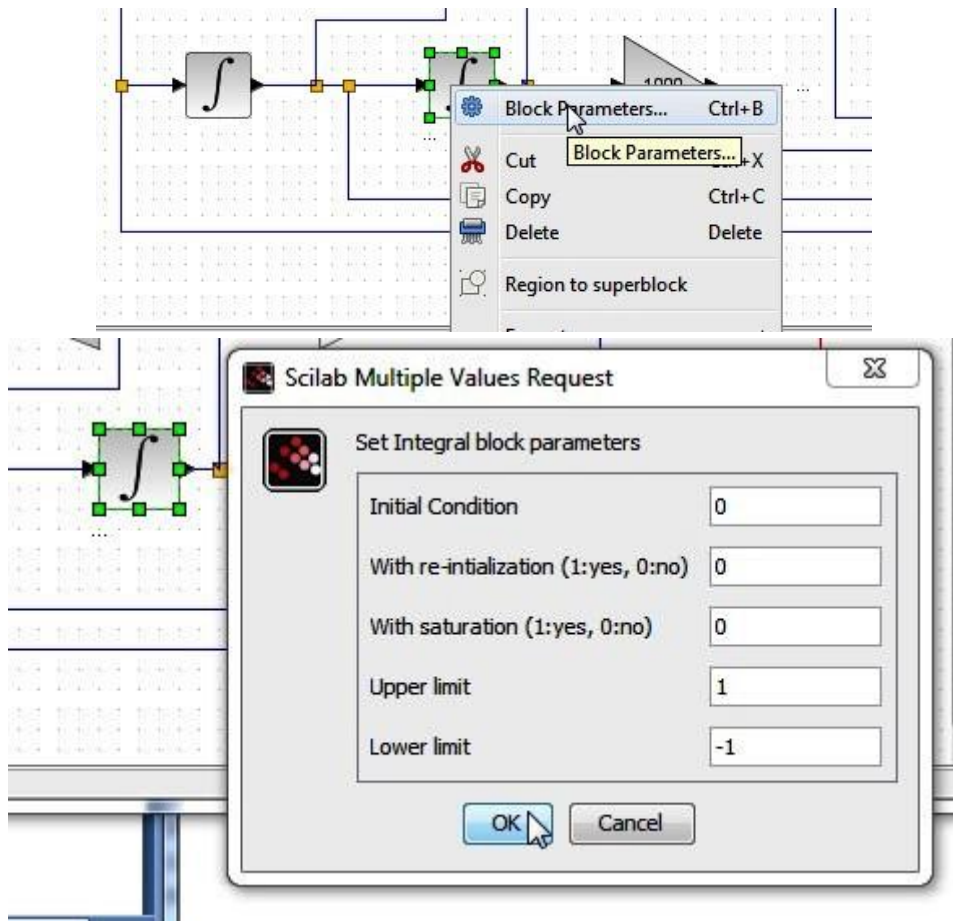 ∫
∫
1000
...
Block Parameters... Ctrl+B
...
Cut
Block Parameters...
+X
Copy Ctrl+C
Delete Delete
Region to superblock
Scilab Multiple Values Request
Set Integral block parameters
∫
Initial Condition 0
With re-intialization (1:yes, 0:no) 0
...
With saturation (1:yes, 0:no) 0
Upper limit 1
Lower limit -1
OK Cancel